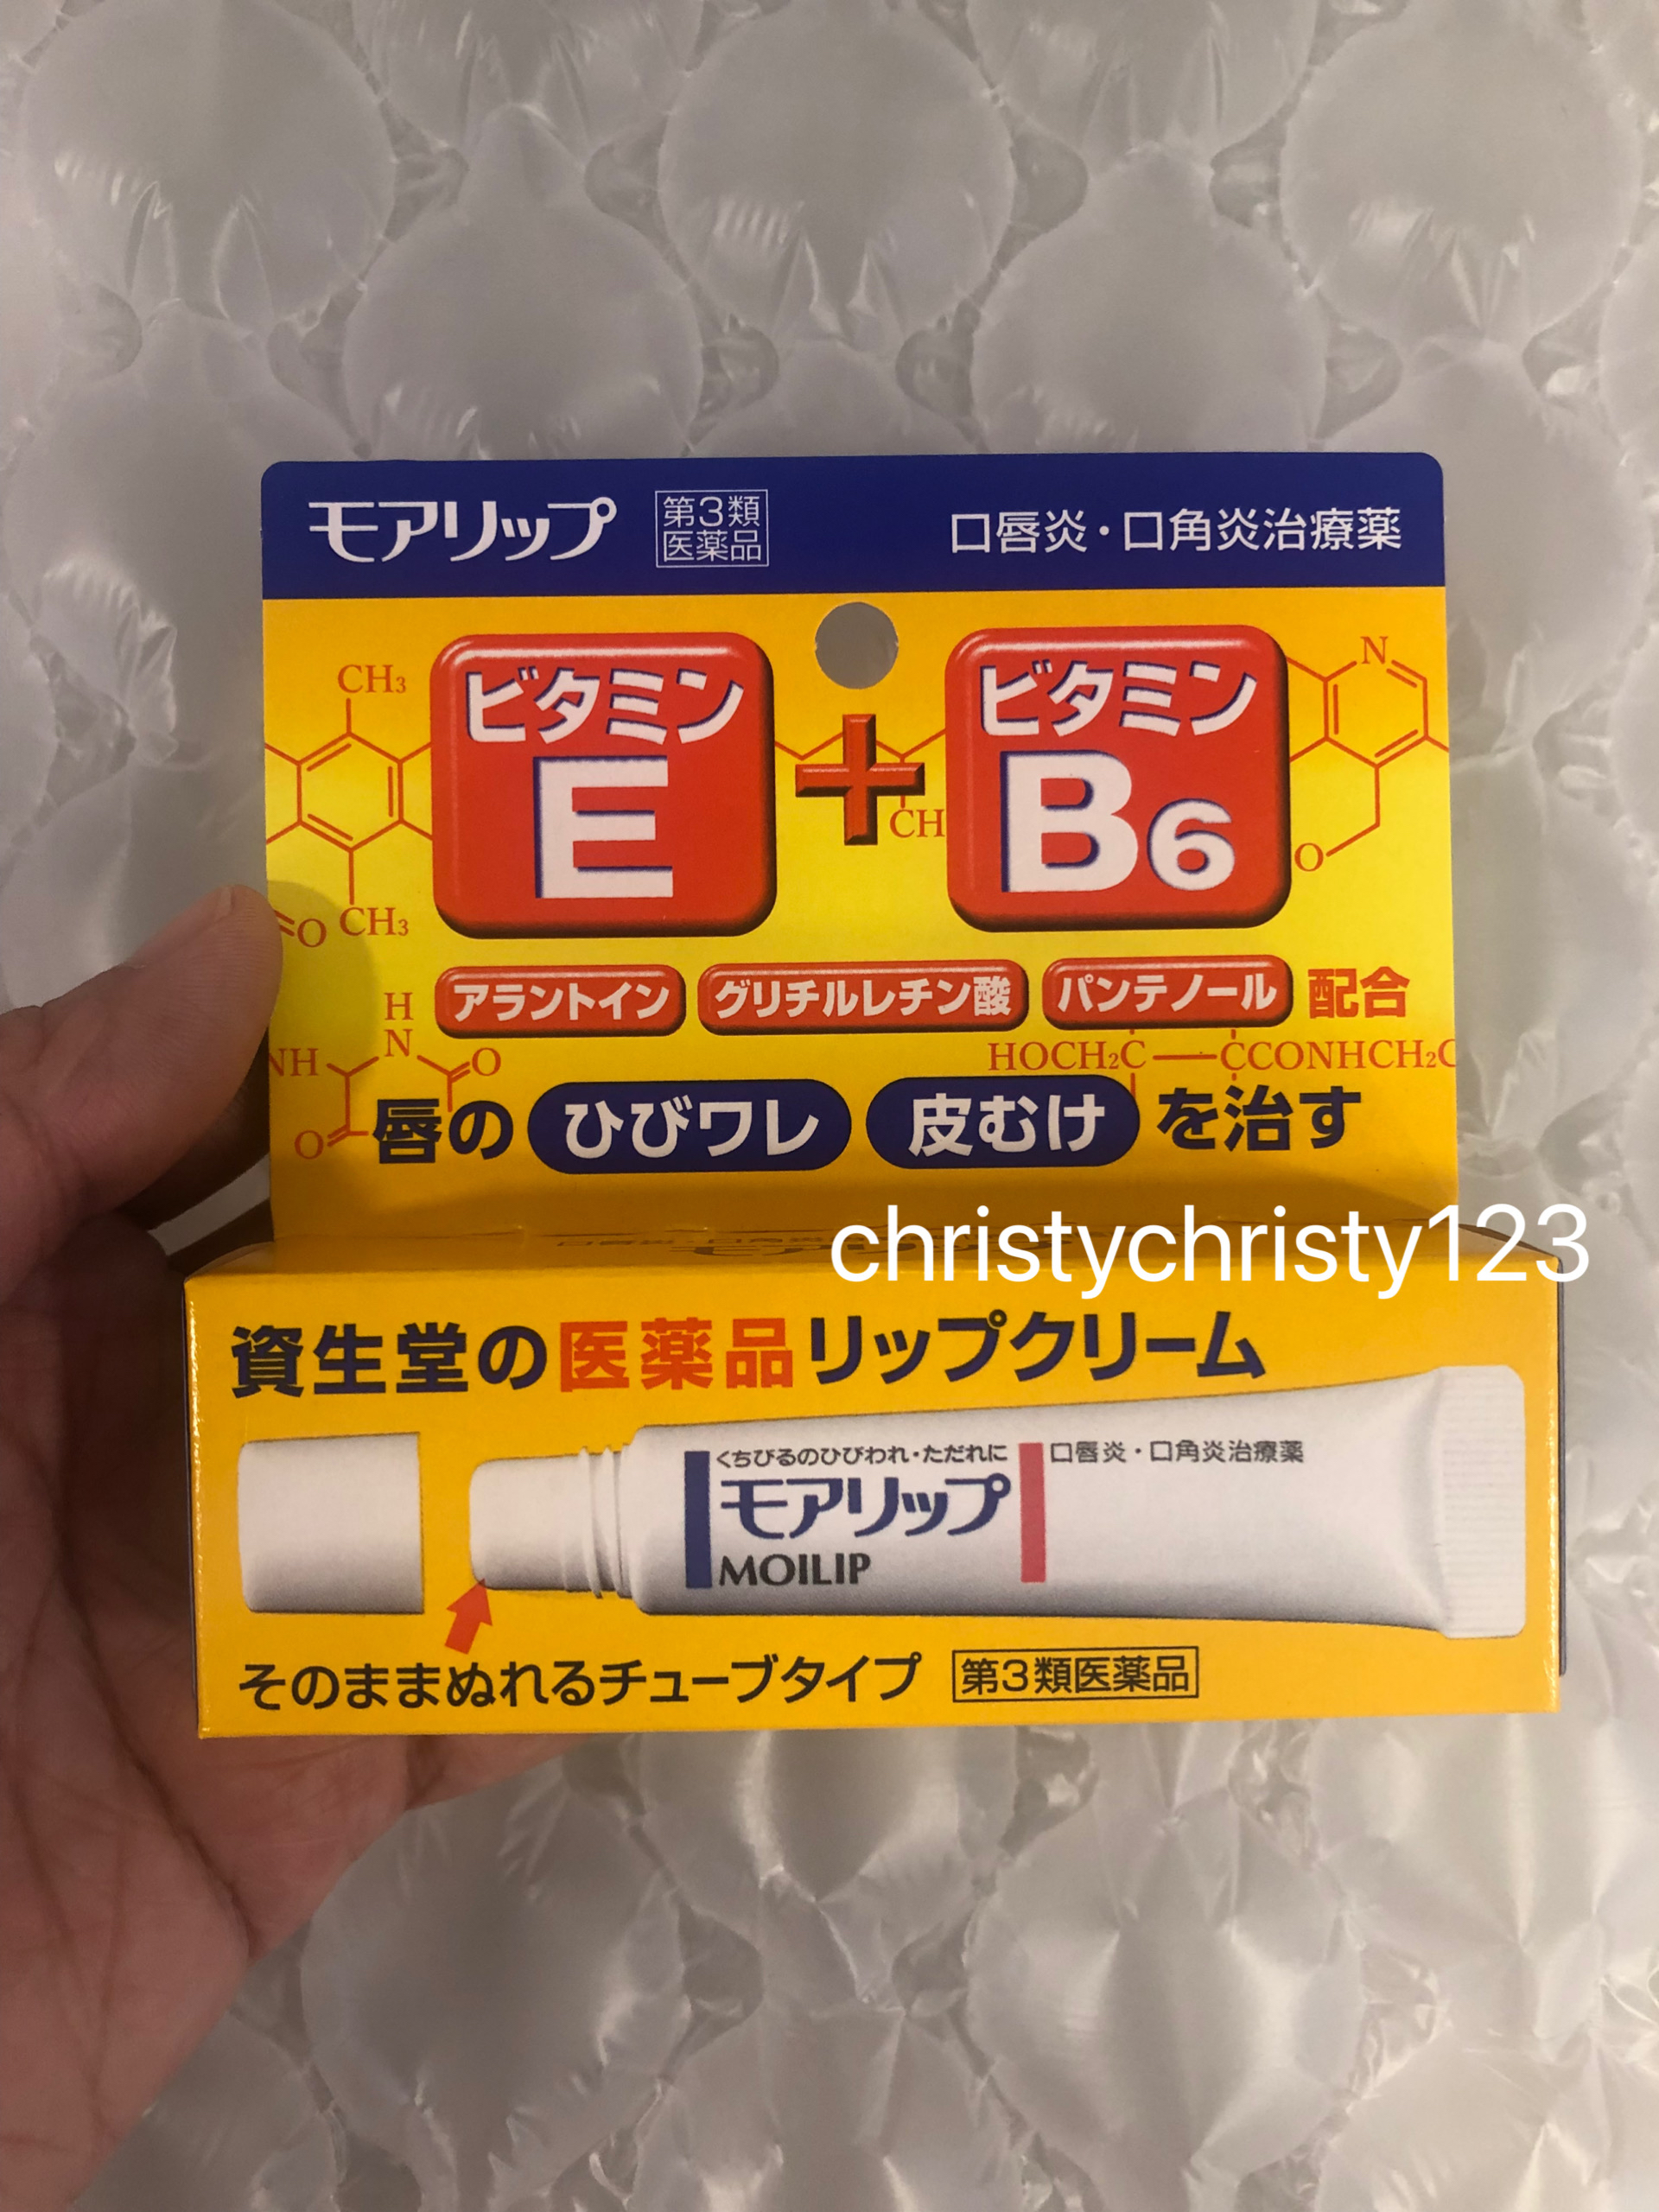 モアリップ 第3類医薬品 口唇炎・口角炎治療薬
ビタミンE + ビタミンB6
CH3
N
CH
O
O CH3
アラントイン グリチルレチン酸 パンテノール 配合
H
N
NH
O
HOCH2C—CCONHCH2C
O
唇の ひびワレ 皮むけ を治す
christychristy123
資生堂の医薬品リップクリーム
くちびるのひびわれ・ただれに 口唇炎・口角炎治療薬
モアリップ
MOILIP
そのままぬれるチューブタイプ 第3類医薬品